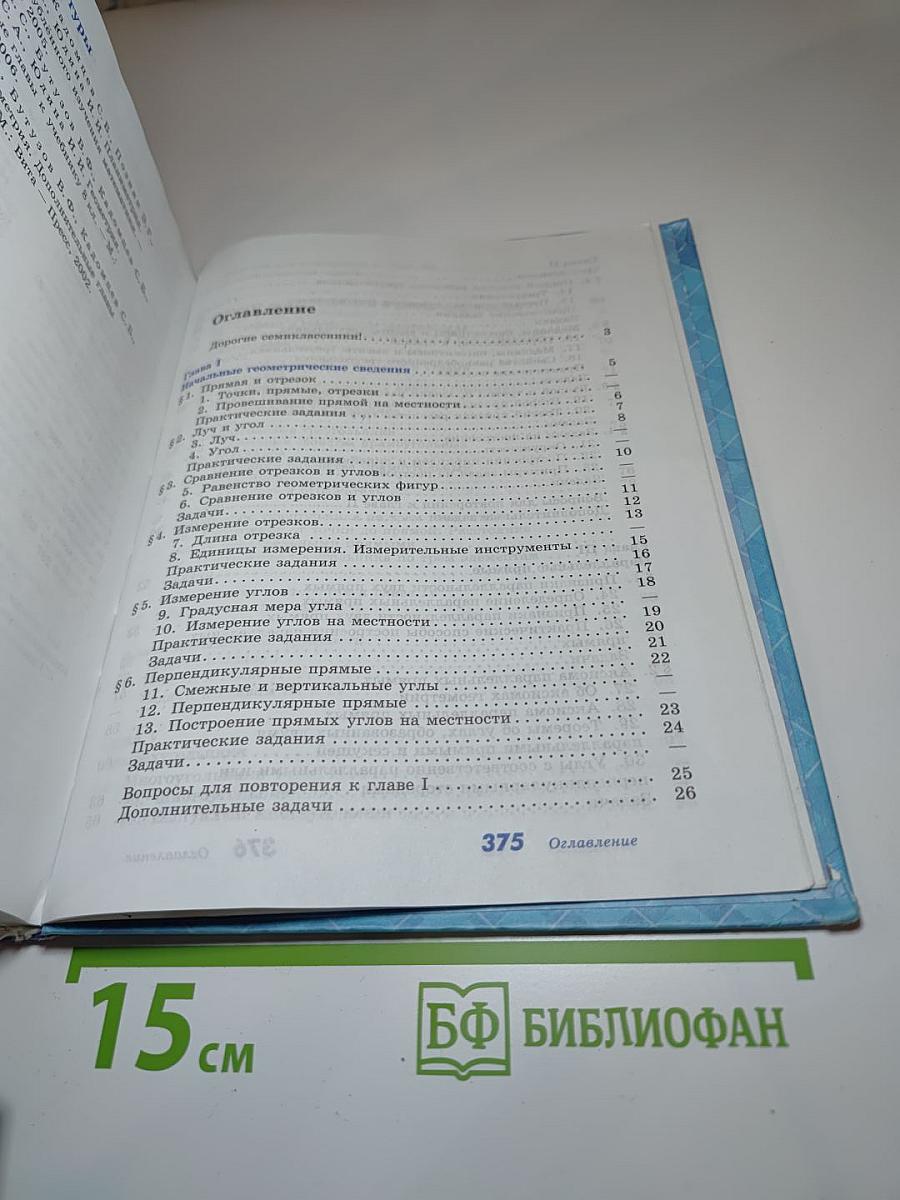 туры
2005.
2006.
М.: Вита — Пресс, 2002.
Оглавление
Дорогие семиклассники! 3
Глава I
Начальные геометрические сведения 5
§ 1. Прямая и отрезок —
1. Точки, прямые, отрезки —
2. Провешивание прямой на местности 6
Практические задания 7
§ 2. Луч и угол 8
3. Луч —
4. Угол —
Практические задания 10
§ 3. Сравнение отрезков и углов —
5. Равенство геометрических фигур —
6. Сравнение отрезков и углов 11
Задачи 12
§ 4. Измерение отрезков 13
7. Длина отрезка —
8. Единицы измерения. Измерительные инструменты 15
Практические задания 16
Задачи 17
§ 5. Измерение углов 18
9. Градусная мера угла —
10. Измерение углов на местности 19
Практические задания 20
Задачи 21
§ 6. Перпендикулярные прямые 22
11. Смежные и вертикальные углы —
12. Перпендикулярные прямые —
13. Построение прямых углов на местности 23
Практические задания 24
Задачи —
Вопросы для повторения к главе I 25
Дополнительные задачи 26
375 Оглавление
15 см
БФ БИБЛИОФАН